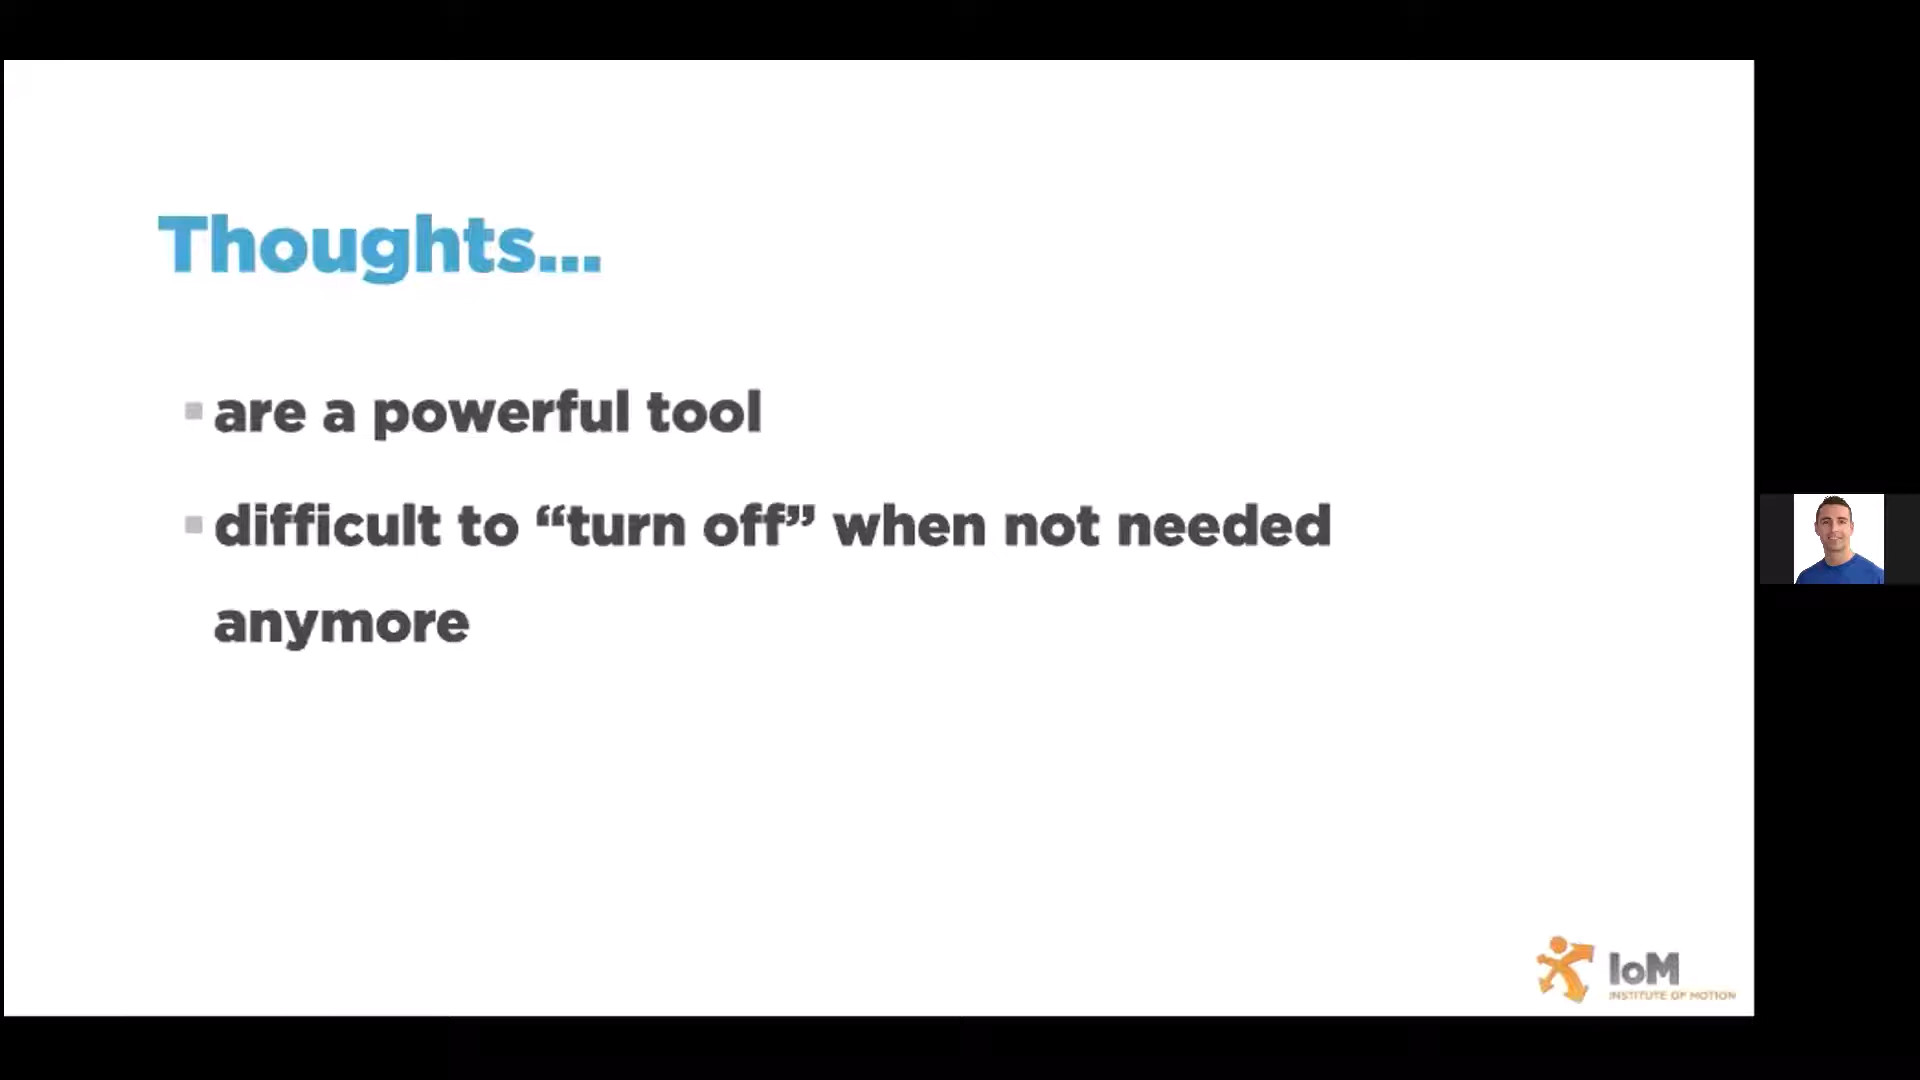 Thoughts...
▪ are a powerful tool
▪ difficult to “turn off” when not needed
anymore
IoM
INSTITUTE OF MOTION